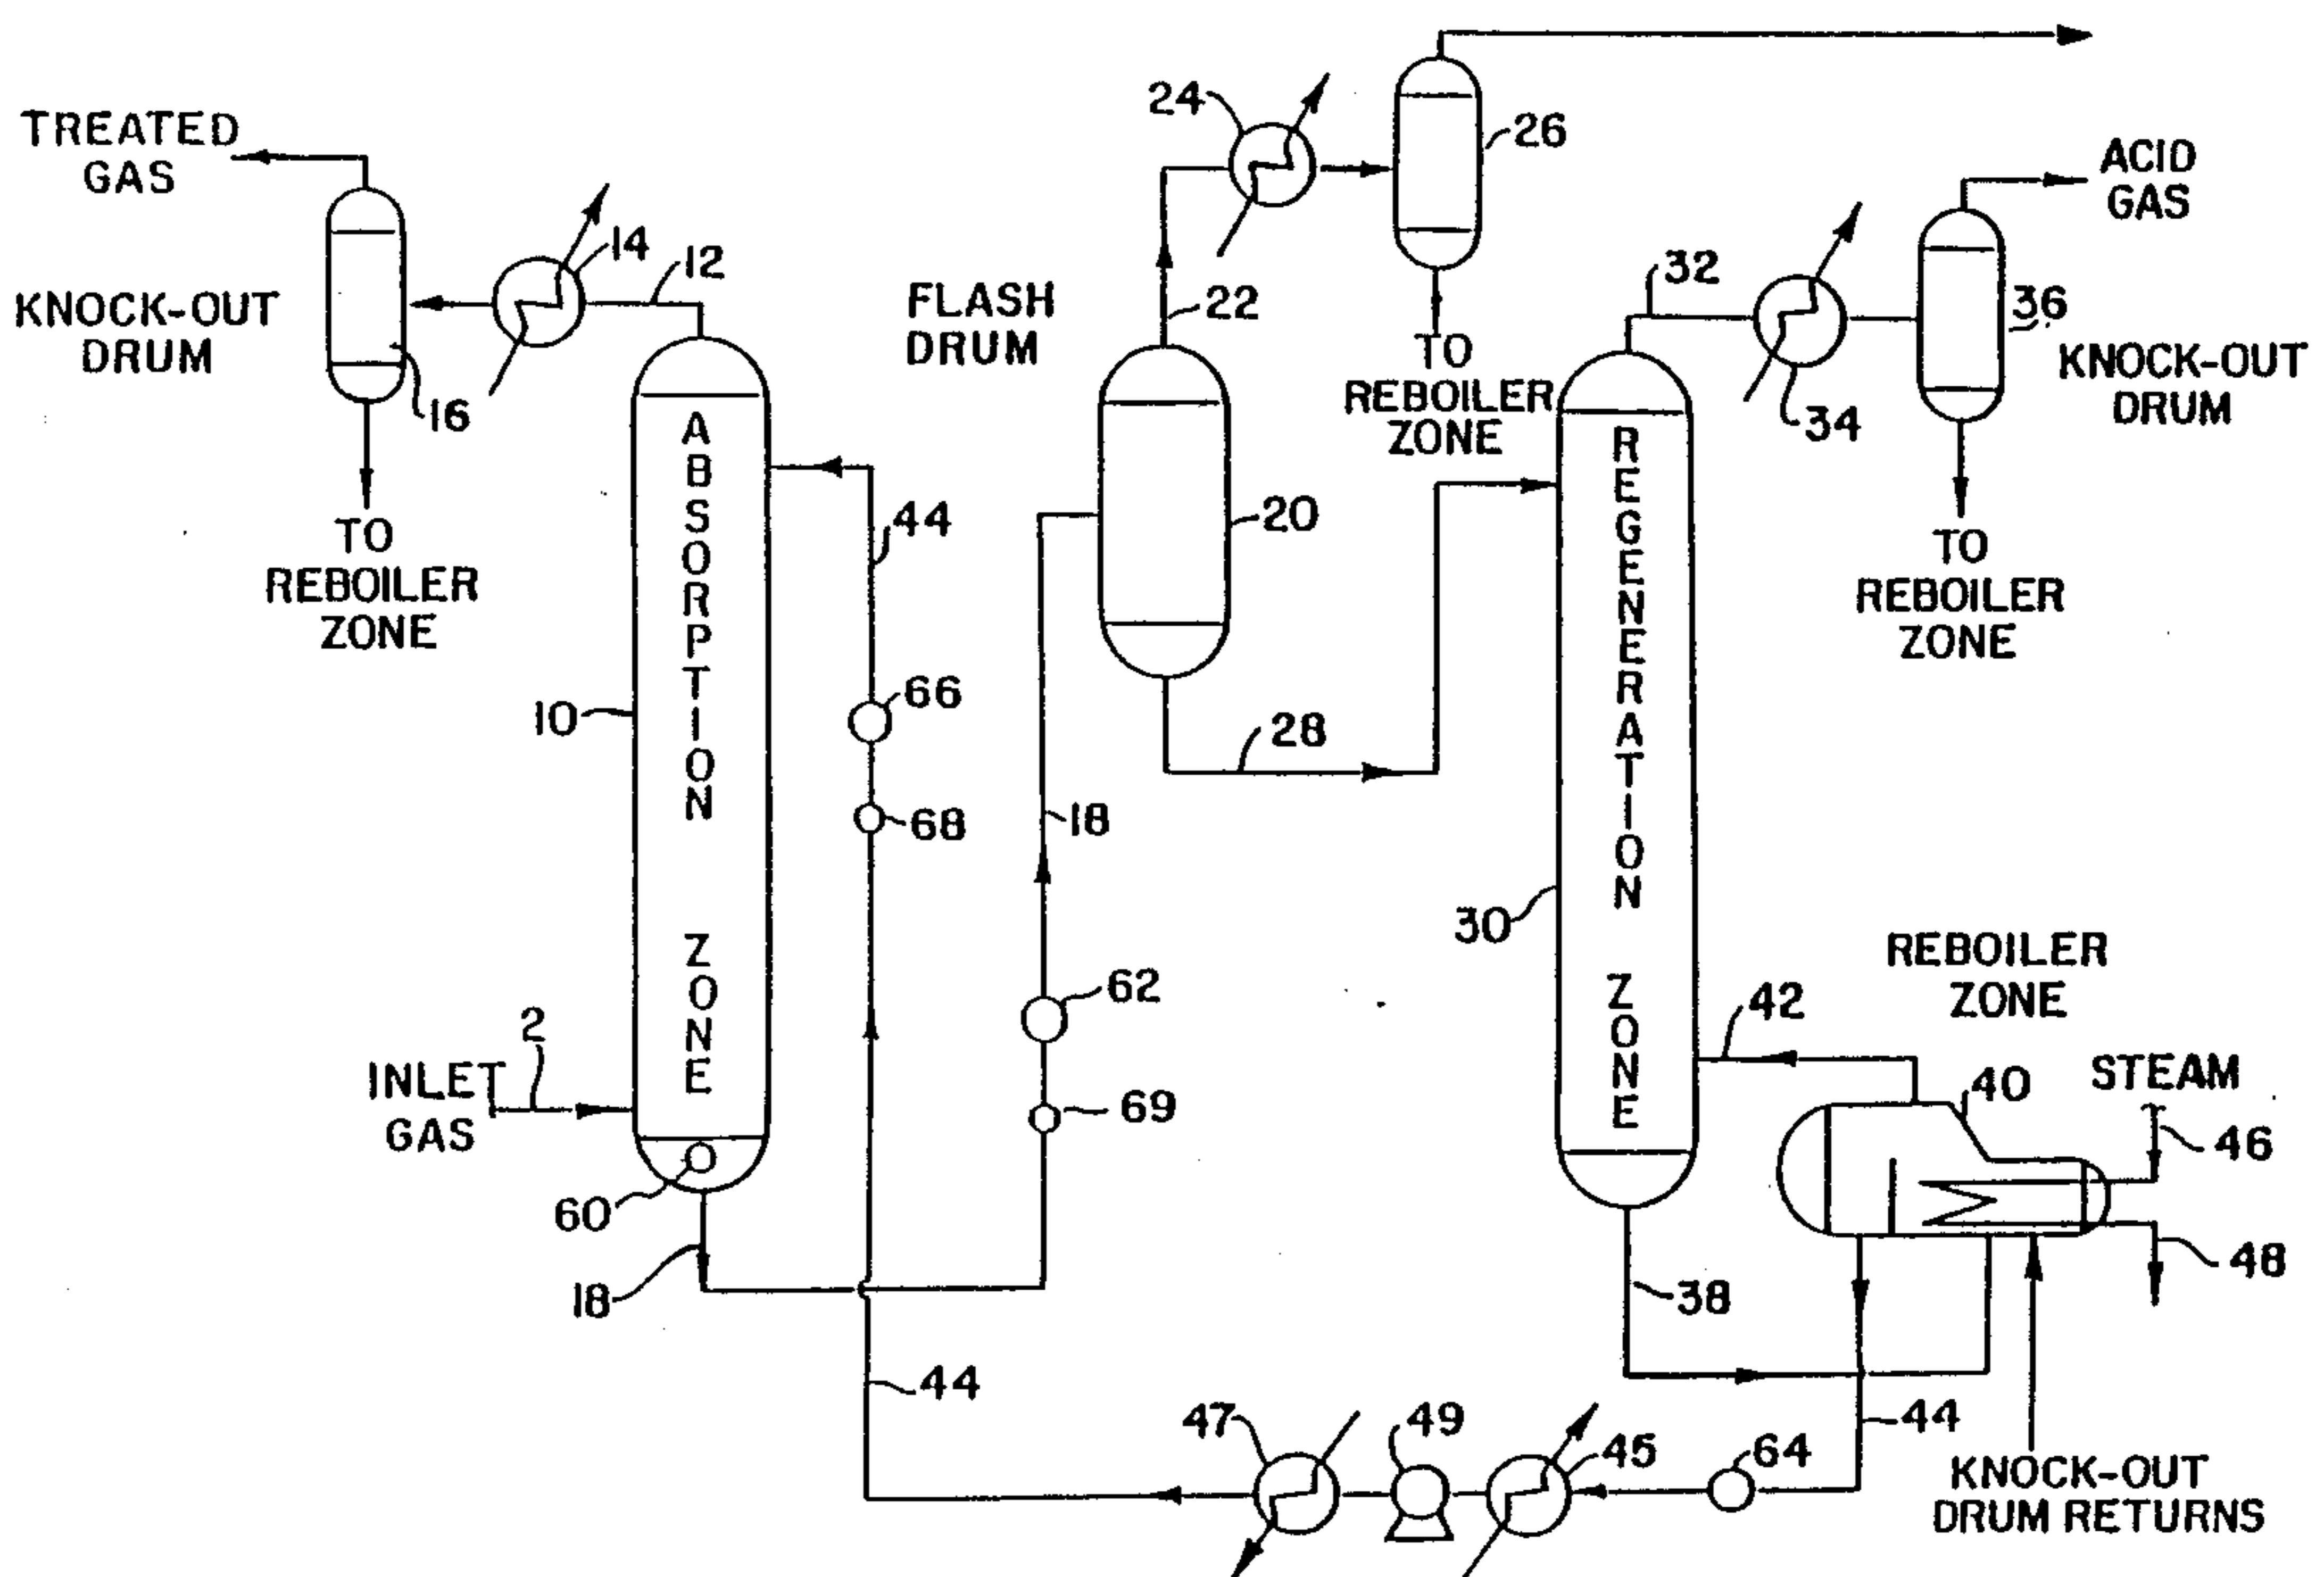 TREATED
GAS
KNOCK-OUT
DRUM
16
TO
REBOILER
ZONE
14
12
ABSORPTION ZONE
10
INLET
GAS
2
60
18
44
66
68
FLASH
DRUM
24
26
22
TO
REBOILER
ZONE
20
28
18
62
69
32
34
36
ACID
GAS
KNOCK-OUT
DRUM
TO
REBOILER
ZONE
REGENERATION ZONE
30
REBOILER
ZONE
42
40
STEAM
46
48
38
44
44
47
49
45
64
KNOCK-OUT
DRUM RETURNS